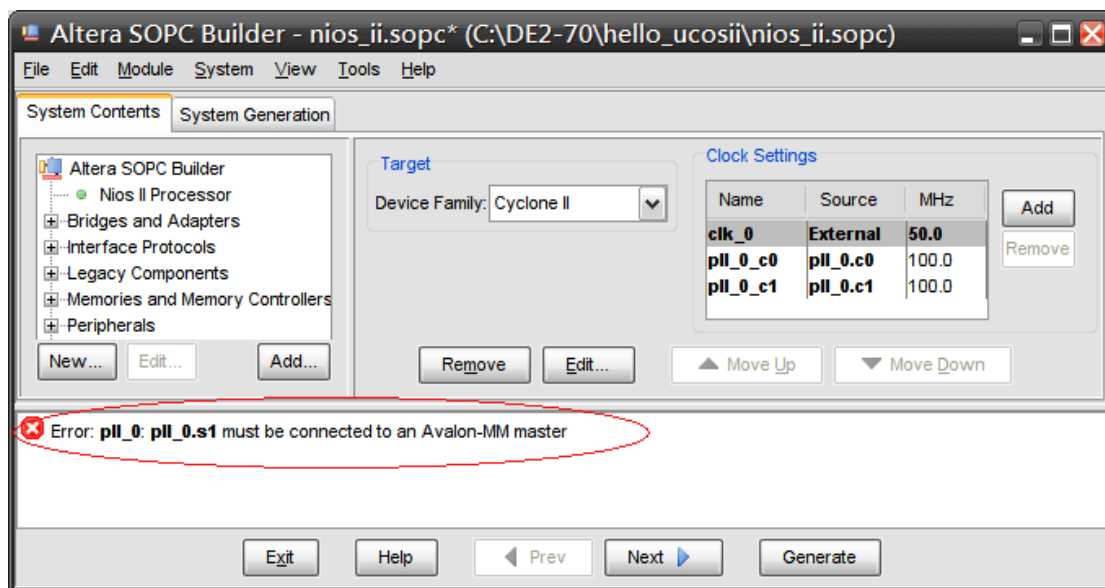 Altera SOPC Builder - nios_ii.sopc* (C:\DE2-70\hello_ucosii\nios_ii.sopc)
File Edit Module System View Tools Help
System Contents System Generation
Altera SOPC Builder
Nios II Processor
Bridges and Adapters
Interface Protocols
Legacy Components
Memories and Memory Controllers
Peripherals
New... Edit... Add...
Target
Device Family: Cyclone II
Clock Settings
Name Source MHz
clk_0 External 50.0
pll_0_c0 pll_0.c0 100.0
pll_0_c1 pll_0.c1 100.0
Add
Remove
Remove Edit... Move Up Move Down
Error: pll_0: pll_0.s1 must be connected to an Avalon-MM master
Exit Help Prev Next Generate